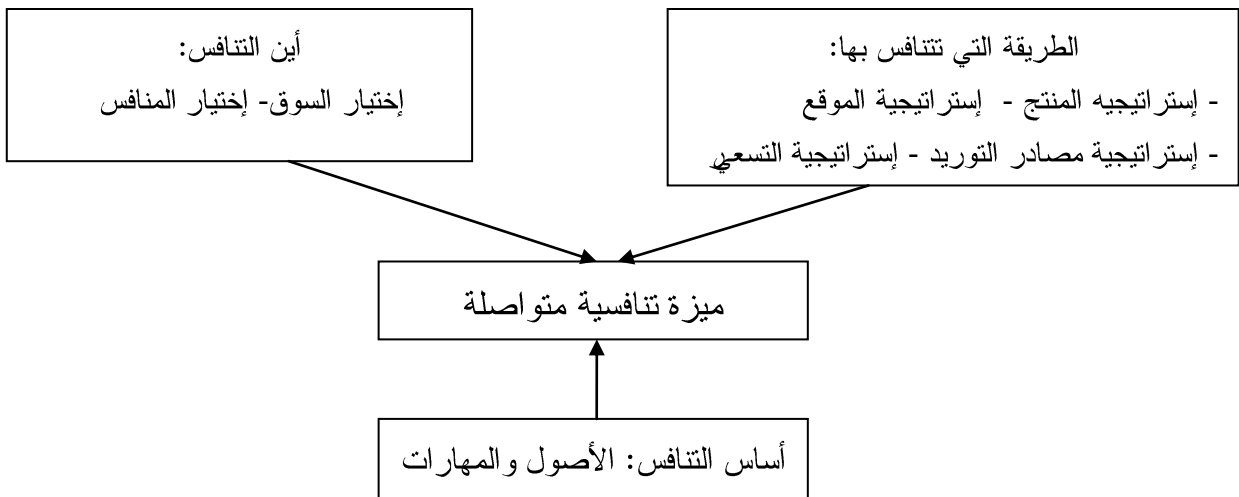 الطريقة التي تتنافس بها:
- إستراتيجيه المنتج - إستراتيجية الموقع
- إستراتيجية مصادر التوريد - إستراتيجية التسعي
أين التنافس:
إختيار السوق- إختيار المنافس
ميزة تنافسية متواصلة
أساس التنافس: الأصول والمهارات